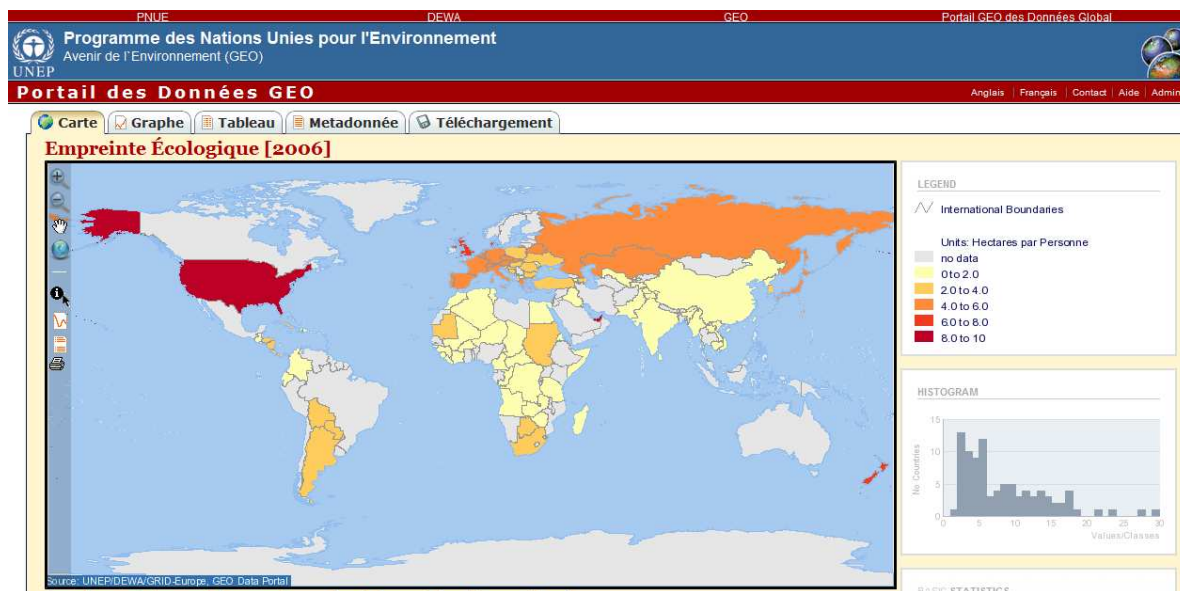 PNUE DEWA GEO Portail GEO des Données Global
UNEP
Programme des Nations Unies pour l'Environnement
Avenir de l'Environnement (GEO)
Portail des Données GEO
Anglais | Français | Contact | Aide | Admin
Carte Graphe Tableau Metadonnée Téléchargement
Empreinte Écologique [2006]
Source: UNEP/DEWA/GRID-Europe, GEO Data Portal
LEGEND
International Boundaries
Units: Hectares par Personne
no data
0 to 2.0
2.0 to 4.0
4.0 to 6.0
6.0 to 8.0
8.0 to 10
HISTOGRAM
No Countries
15
10
5
0
0 5 10 15 20 25 30
Values/Classes
BASIC STATISTICS